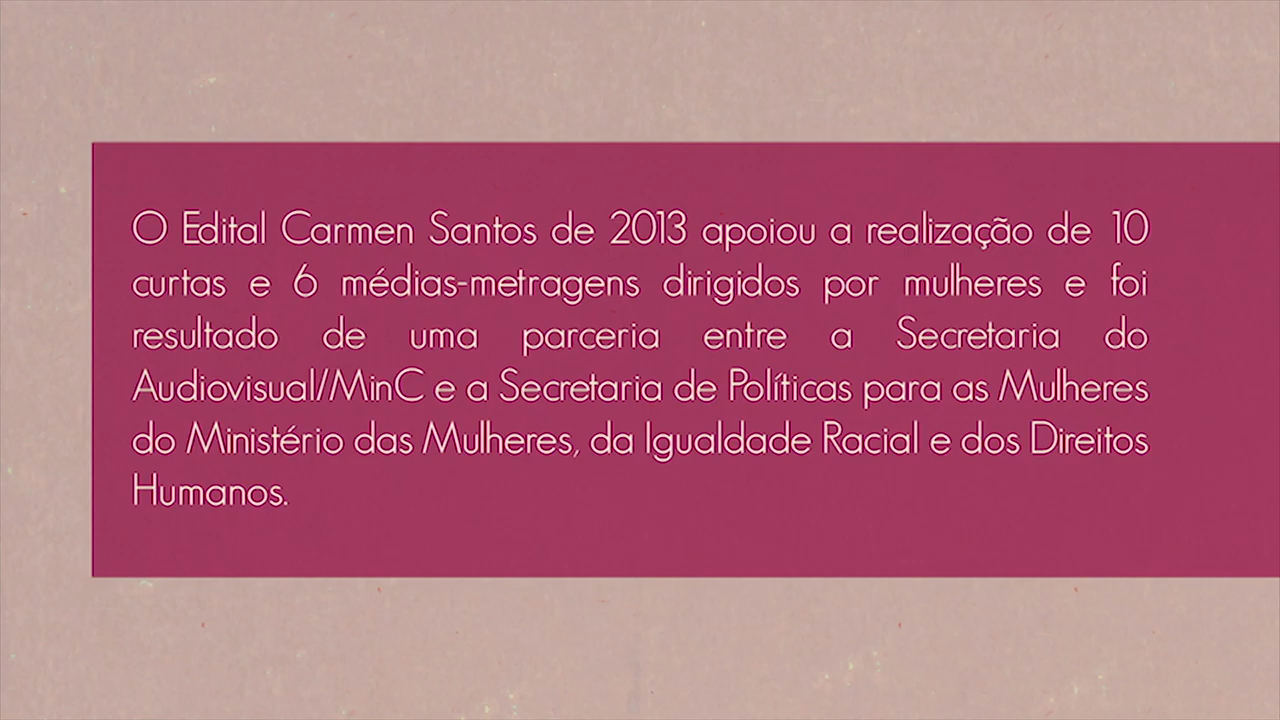 O Edital Carmen Santos de 2013 apoiou a realização de 10
curtas e 6 médias-metragens dirigidos por mulheres e foi
resultado de uma parceria entre a Secretaria do
Audiovisual/MinC e a Secretaria de Políticas para as Mulheres
do Ministério das Mulheres, da Igualdade Racial e dos Direitos
Humanos.